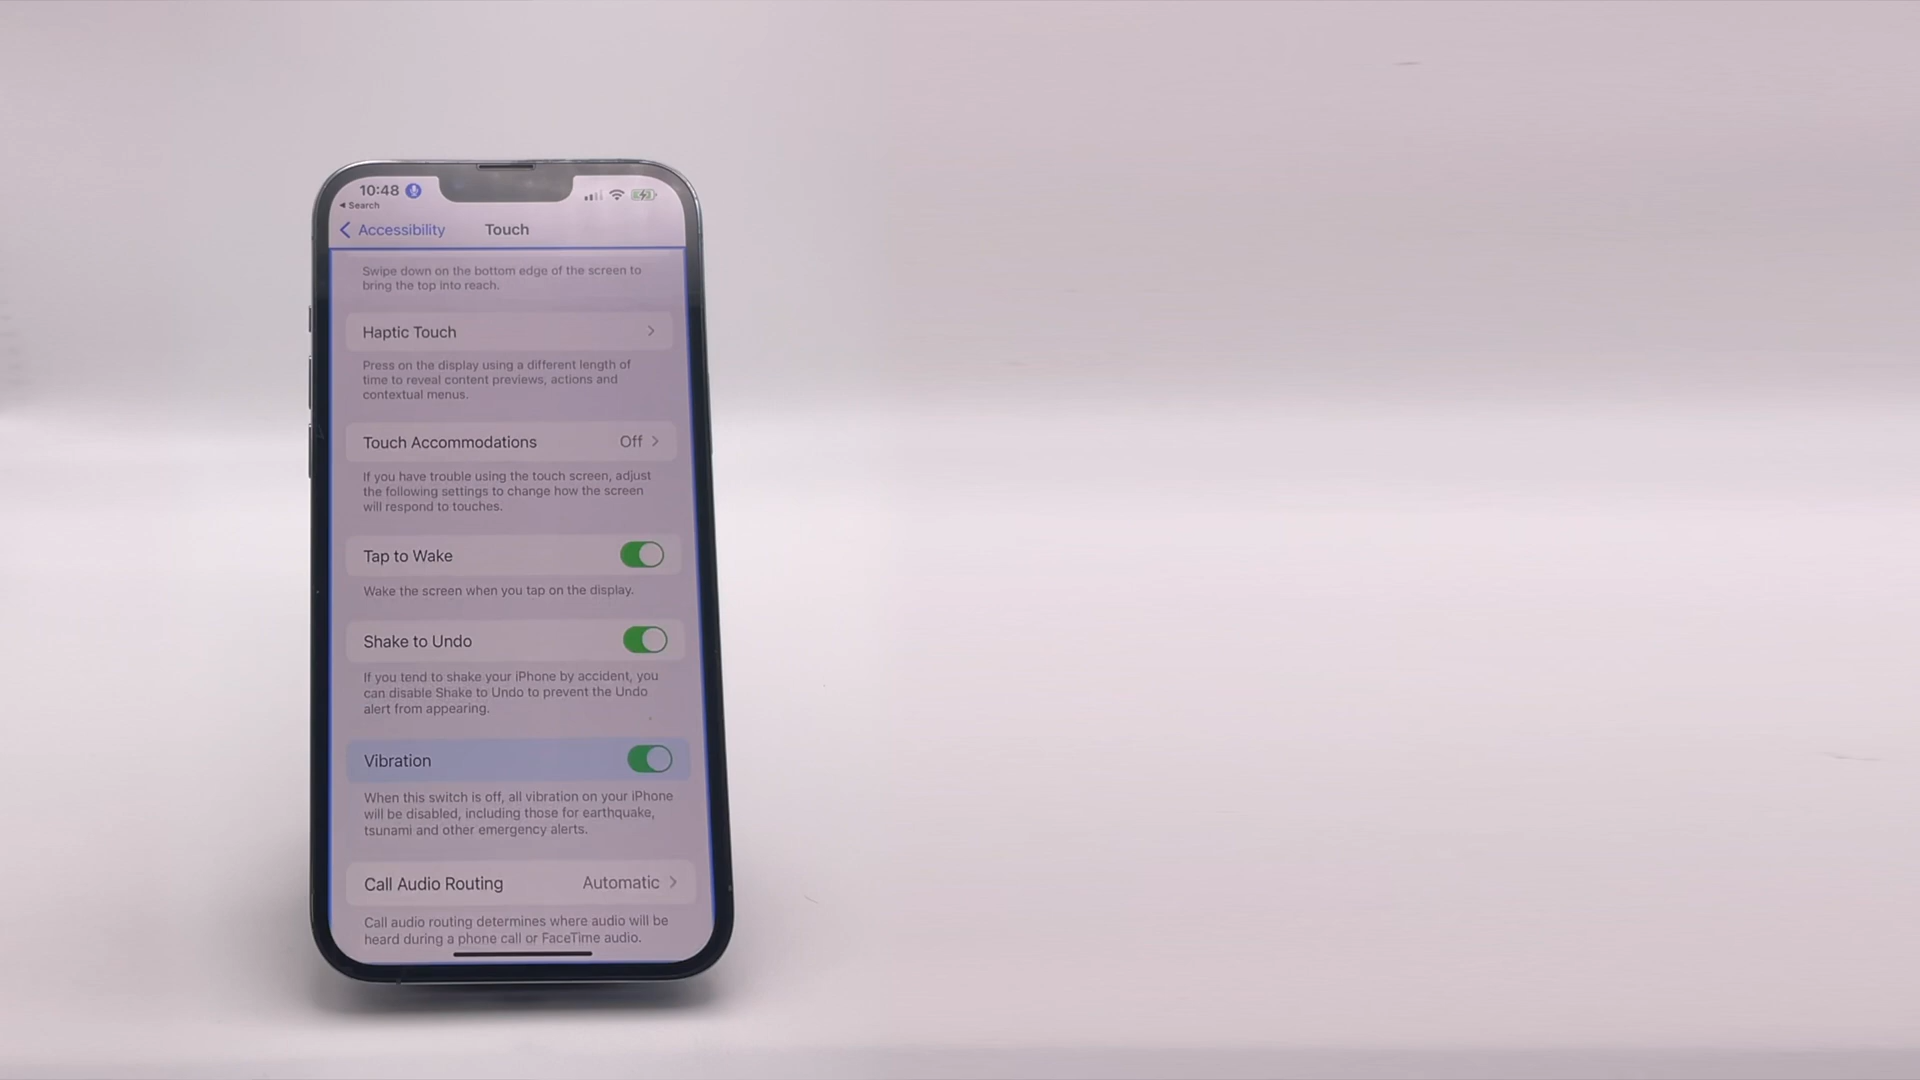 10:48
Search
Accessibility
Touch
Swipe down on the bottom edge of the screen to
bring the top into reach.
Haptic Touch
Press on the display using a different length of
time to reveal content previews, actions and
contextual menus.
Touch Accommodations Off
If you have trouble using the touch screen, adjust
the following settings to change how the screen
will respond to touches.
Tap to Wake
Wake the screen when you tap on the display.
Shake to Undo
If you tend to shake your iPhone by accident, you
can disable Shake to Undo to prevent the Undo
alert from appearing.
Vibration
When this switch is off, all vibration on your iPhone
will be disabled, including those for earthquake,
tsunami and other emergency alerts.
Call Audio Routing Automatic
Call audio routing determines where audio will be
heard during a phone call or FaceTime audio.